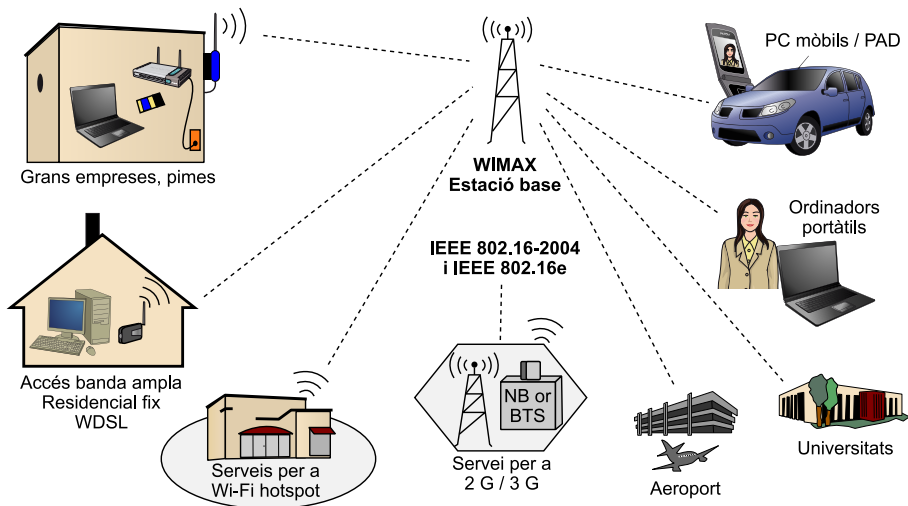 PC mòbils / PAD
Grans empreses, pimes
WIMAX
Estació base
Ordinadors
portàtils
IEEE 802.16-2004
i IEEE 802.16e
Accés banda ampla
Residencial fix
WDSL
NB or
BTS
Serveis per a
Wi-Fi hotspot
Servei per a
2 G / 3 G
Aeroport
Universitats